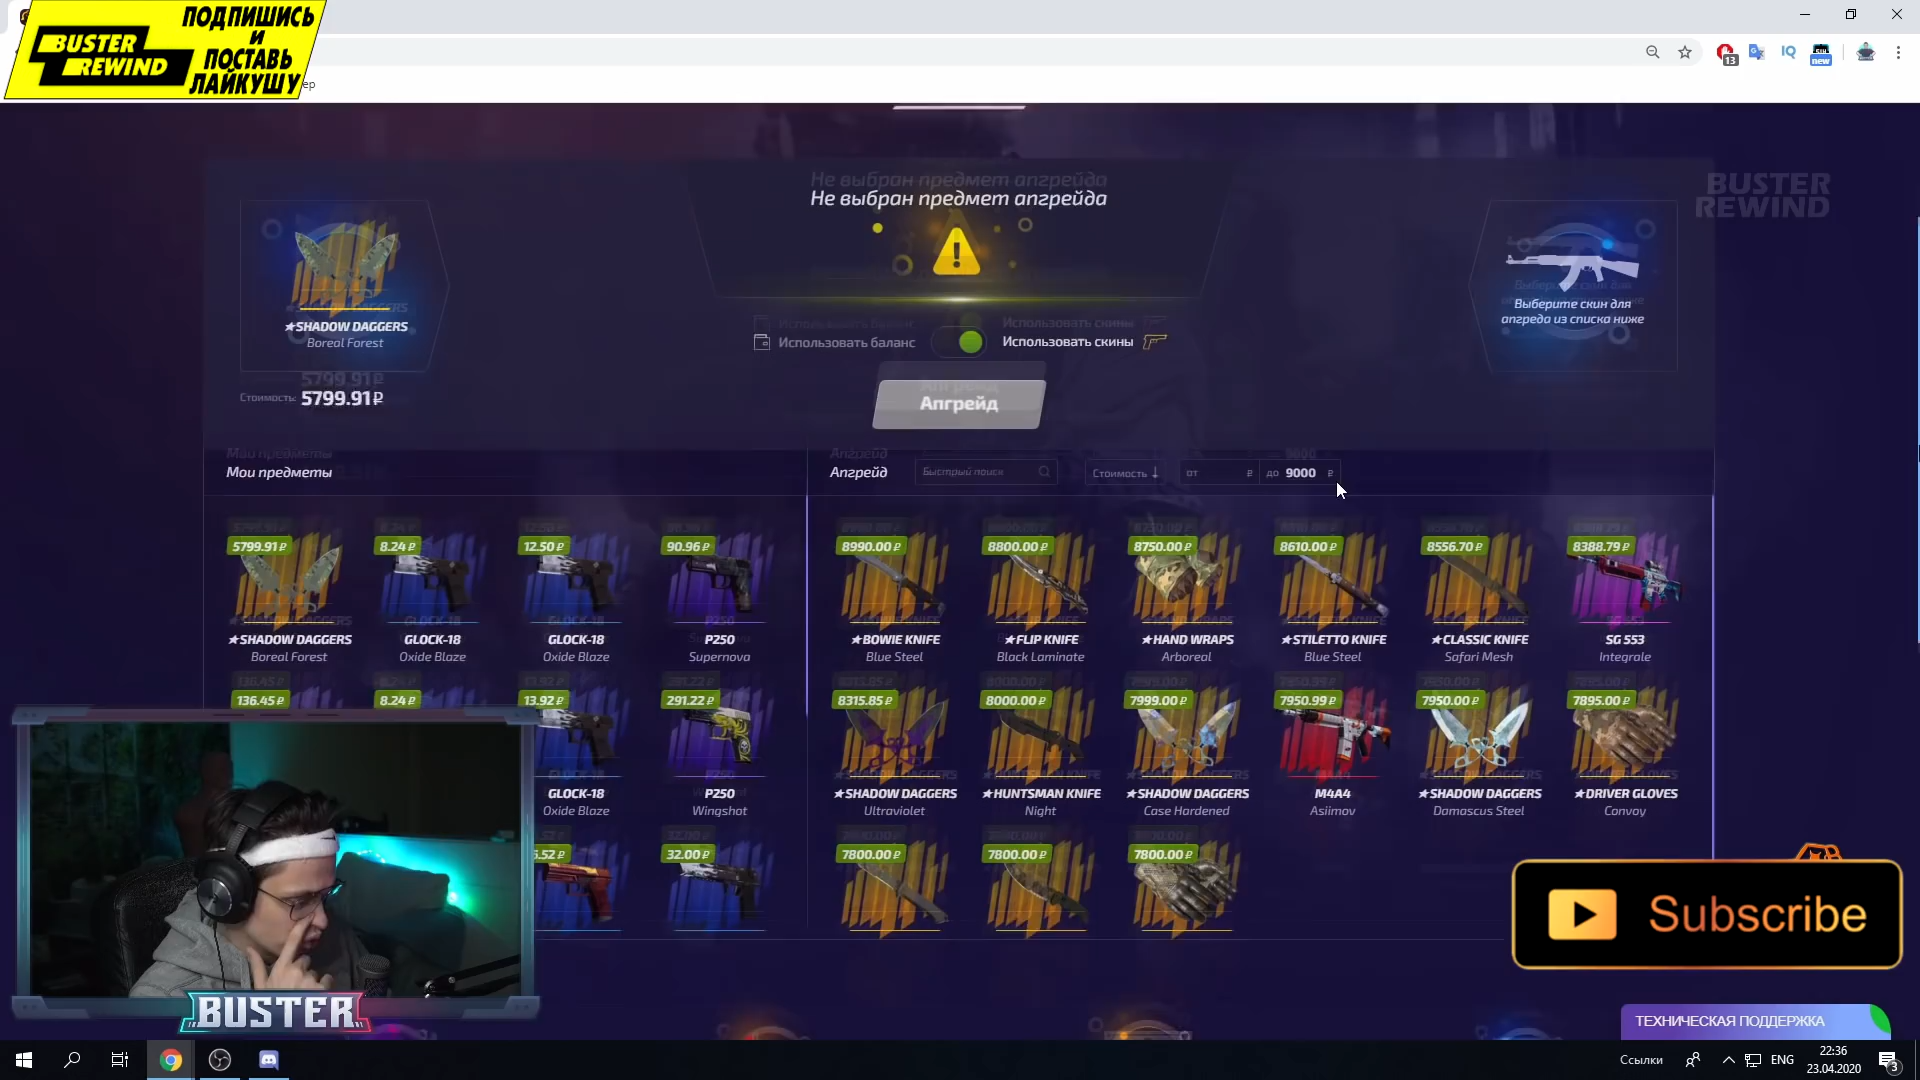 ПОДПИШИСЬ
И
ПОСТАВЬ
ЛАЙКУШУ
BUSTER
REWIND
ер
IQ
13
new
BUSTER
REWIND
Не выбран предмет апгрейда
★SHADOW DAGGERS
Boreal Forest
Стоимость: 5799.91₽
Использовать баланс
Использовать скины
Апгрейд
Выберите скин для
апгреда из списка ниже
Мои предметы
Апгрейд
Быстрый поиск
Стоимость ↓
от ₽
до 9000 ₽
5799.91₽ 8.24₽ 12.50₽ 90.96₽
★SHADOW DAGGERS GLOCK-18 GLOCK-18 P250
Boreal Forest Oxide Blaze Oxide Blaze Supernova
136.45₽ 8.24₽ 13.92₽ 291.22₽
GLOCK-18 P250
Oxide Blaze Wingshot
32.00₽
8990.00₽ 8800.00₽ 8750.00₽ 8610.00₽ 8556.70₽ 8388.79₽
★BOWIE KNIFE ★FLIP KNIFE ★HAND WRAPS ★STILETTO KNIFE ★CLASSIC KNIFE SG 553
Blue Steel Black Laminate Arboreal Blue Steel Safari Mesh Integrale
8315.85₽ 8000.00₽ 7999.00₽ 7950.99₽ 7950.00₽ 7895.00₽
★SHADOW DAGGERS ★HUNTSMAN KNIFE ★SHADOW DAGGERS M4A4 ★SHADOW DAGGERS ★DRIVER GLOVES
Ultraviolet Night Case Hardened Asiimov Damascus Steel Convoy
7800.00₽ 7800.00₽ 7800.00₽
Subscribe
BUSTER
ТЕХНИЧЕСКАЯ ПОДДЕРЖКА
Ссылки
ENG
22:36
23.04.2020
3